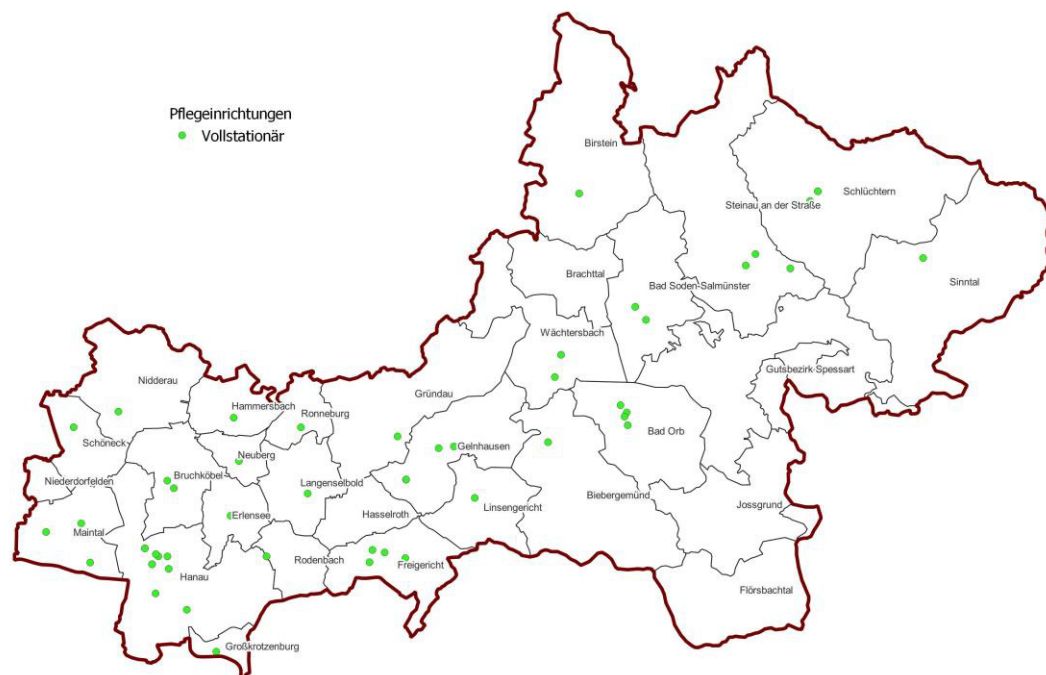 Pflegeinrichtungen
Vollstationär
Birstein
Schlüchtern
Steinau an der Straße
Brachttal
Sinntal
Bad Soden-Salmünster
Wächtersbach
Gutsbezirk-Spessart
Nidderau
Gründau
Hammersbach
Ronneburg
Bad Orb
Schöneck
Gelnhausen
Neuberg
Bruchköbel
Niederdorfelden
Langenselbold
Biebergemünd
Jossgrund
Linsengericht
Hasselroth
Erlensee
Maintal
Rodenbach
Freigericht
Hanau
Flörsbachtal
Großkrotzenburg